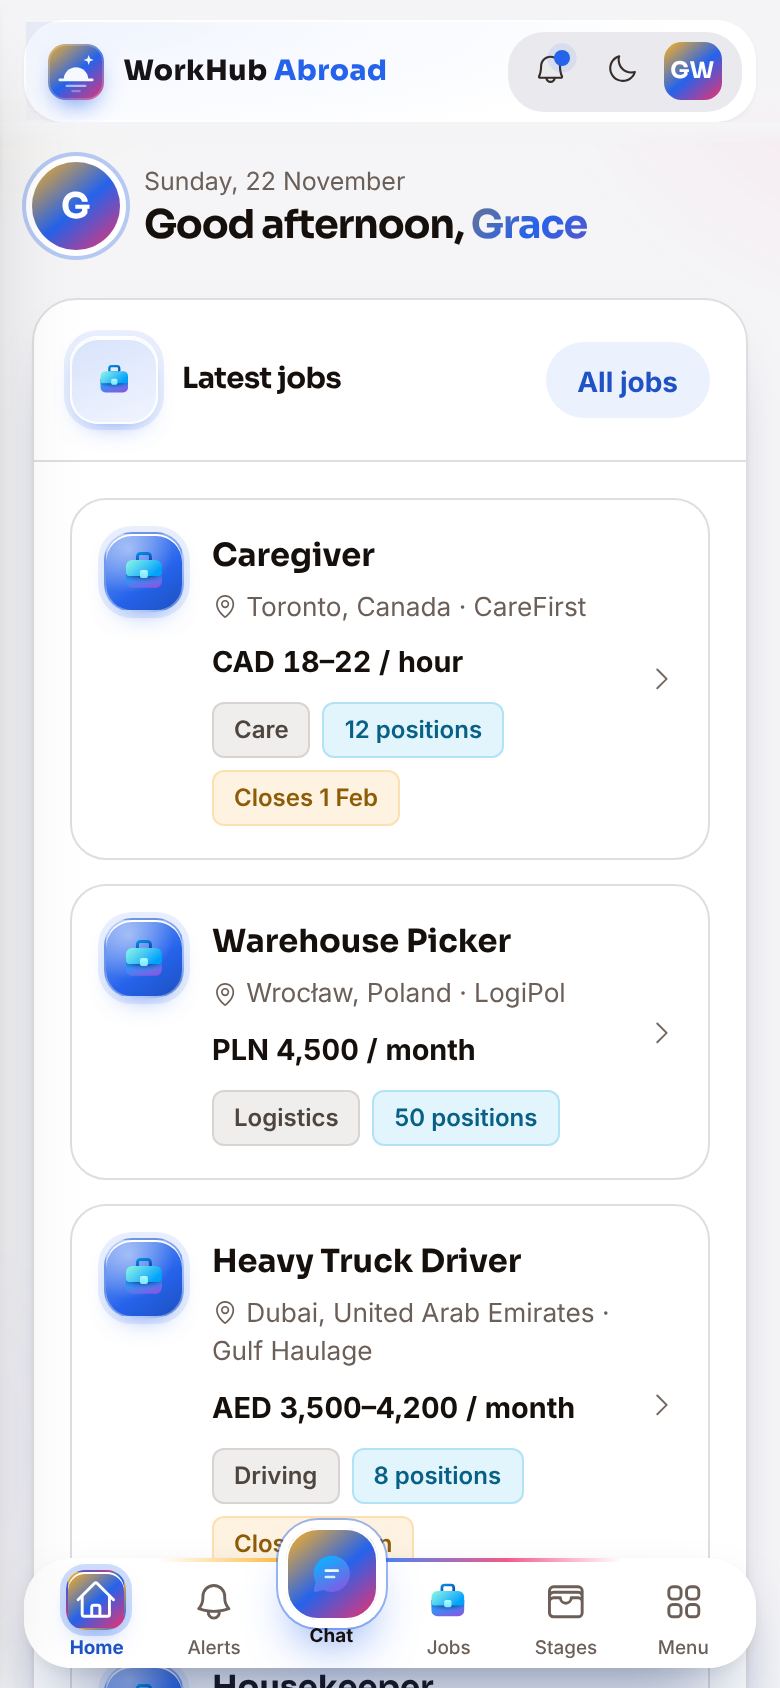 WorkHub Abroad
GW
G
Sunday, 22 November
Good afternoon, Grace
Latest jobs
All jobs
Caregiver
Toronto, Canada · CareFirst
CAD 18–22 / hour
Care
12 positions
Closes 1 Feb
Warehouse Picker
Wrocław, Poland · LogiPol
PLN 4,500 / month
Logistics
50 positions
Heavy Truck Driver
Dubai, United Arab Emirates ·
Gulf Haulage
AED 3,500–4,200 / month
Driving
8 positions
Home
Alerts
Chat
Jobs
Stages
Menu
Housekeeper